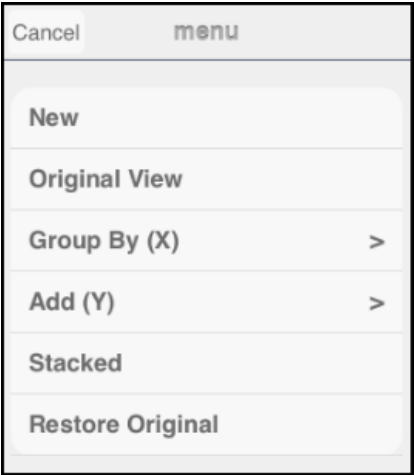 Cancel menu
New
Original View
Group By (X) >
Add (Y) >
Stacked
Restore Original